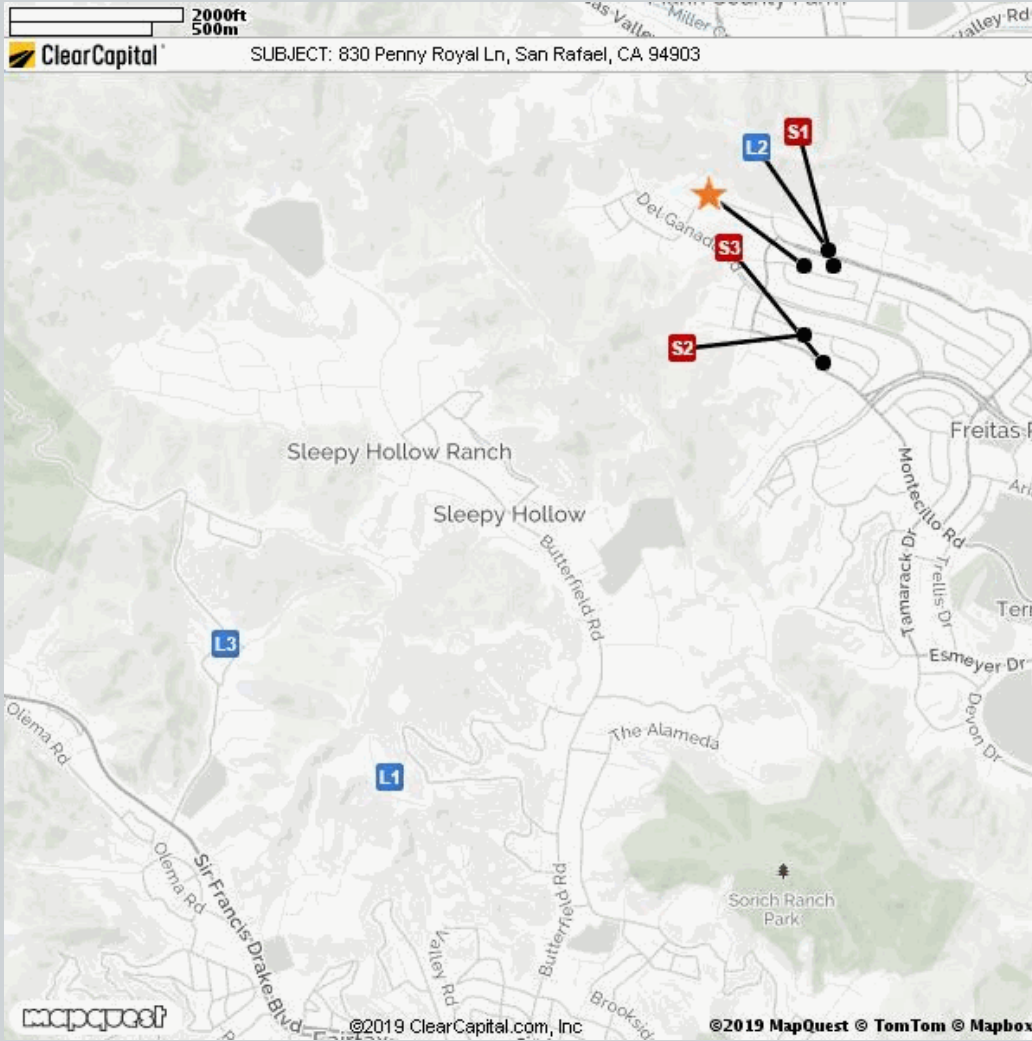 2000ft
500m
Miller
Valley Rd
ClearCapital
SUBJECT: 830 Penny Royal Ln, San Rafael, CA 94903
S1
L2
Del
S3
S2
Freitas
Sleepy Hollow Ranch
Montecillo Rd
Sleepy Hollow
Butterfield Rd
Tamarack Dr
Trellis Dr
L3
Esmeyer Dr
Olema Rd
Devon Dr
The Alameda
L1
Sir Francis Drake Blvd
Olema Rd
Sorich Ranch
Park
Butterfield Rd
Valley Rd
mapquest
©2019 ClearCapital.com, Inc
©2019 MapQuest © TomTom © Mapbox